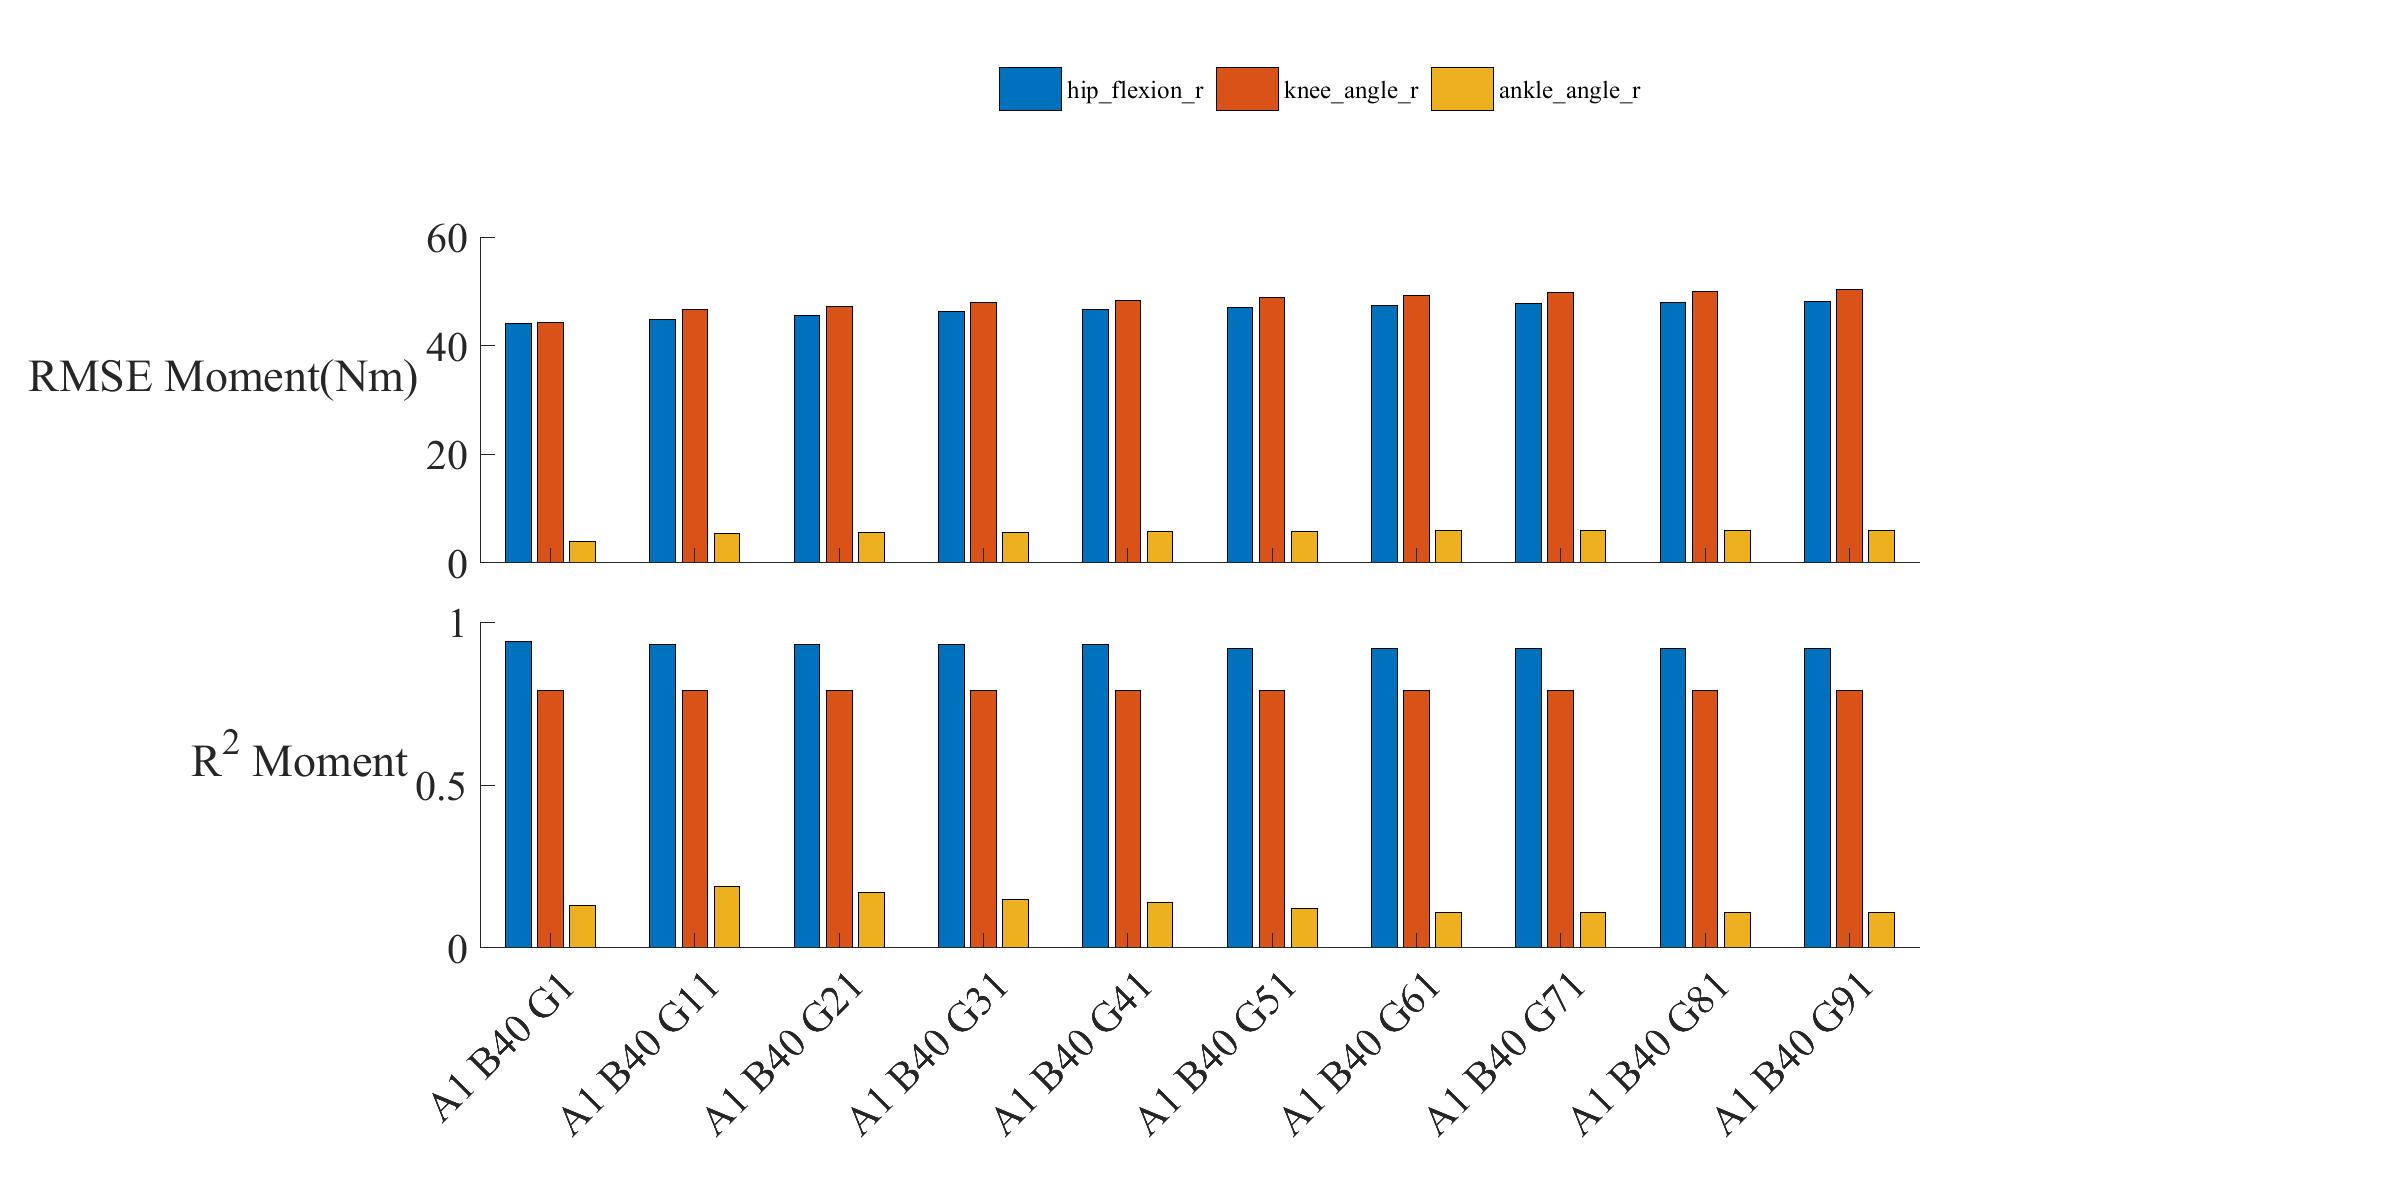 hip_flexion_r knee_angle_r ankle_angle_r
60
40
20
0
RMSE Moment(Nm)
1
0.5
0
R² Moment
A1 B40 G1
A1 B40 G11
A1 B40 G21
A1 B40 G31
A1 B40 G41
A1 B40 G51
A1 B40 G61
A1 B40 G71
A1 B40 G81
A1 B40 G91